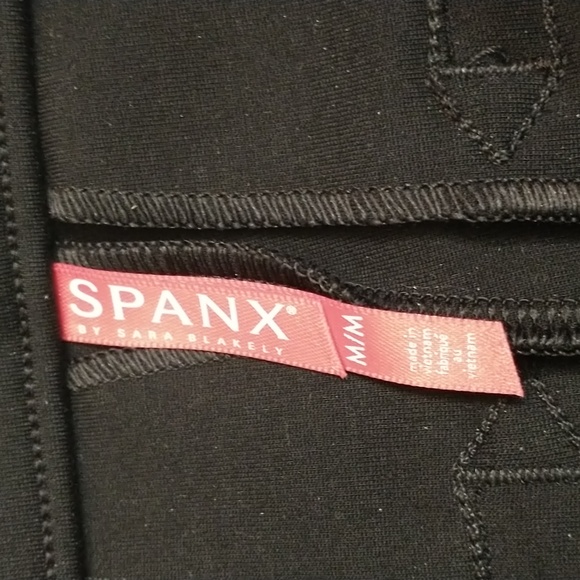 SPANX®
BY SARA BLAKELY
M/M
made in
vietnam
fabriqué
au
vietnam